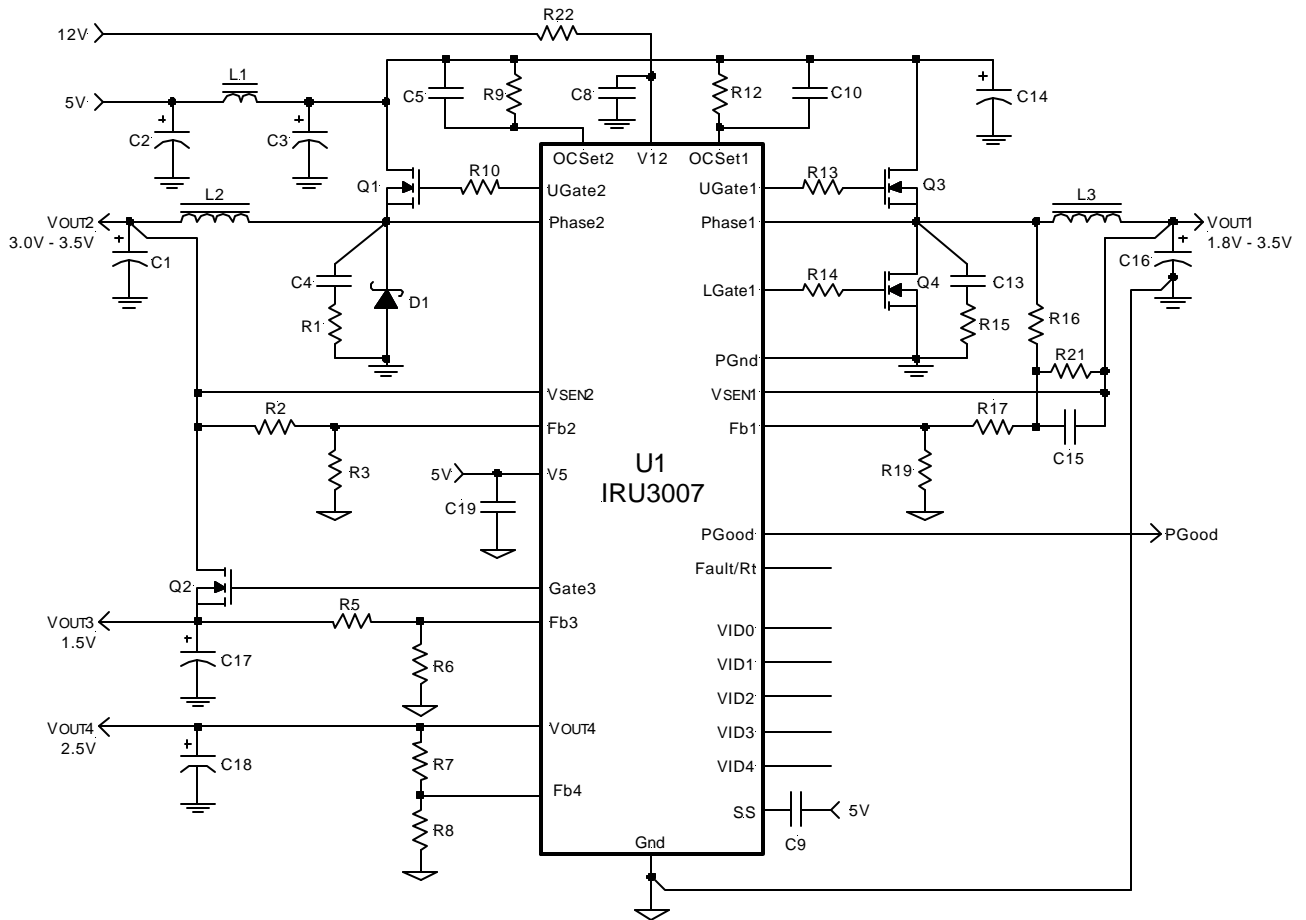 R22
12V
L1
5V
C2
C3
C5
R9
C8
R12
C10
C14
OCSet2
V12
OCSet1
Q1
R10
UGate2
UGate1
R13
Q3
L2
L3
VOUT2
3.0V - 3.5V
Phase2
Phase1
VOUT1
1.8V - 3.5V
C1
C4
R1
D1
LGate1
R14
Q4
C13
R15
C16
R16
PGnd
R21
VSEN2
VSEN1
R2
Fb2
Fb1
R17
C15
R3
R19
5V
V5
C19
U1
IRU3007
PGood
PGood
Fault/Rt
Q2
Gate3
VOUT3
1.5V
R5
Fb3
C17
R6
VID0
VID1
VID2
VID3
VID4
VOUT4
2.5V
VOUT4
C18
R7
Fb4
R8
SS
C9
5V
Gnd